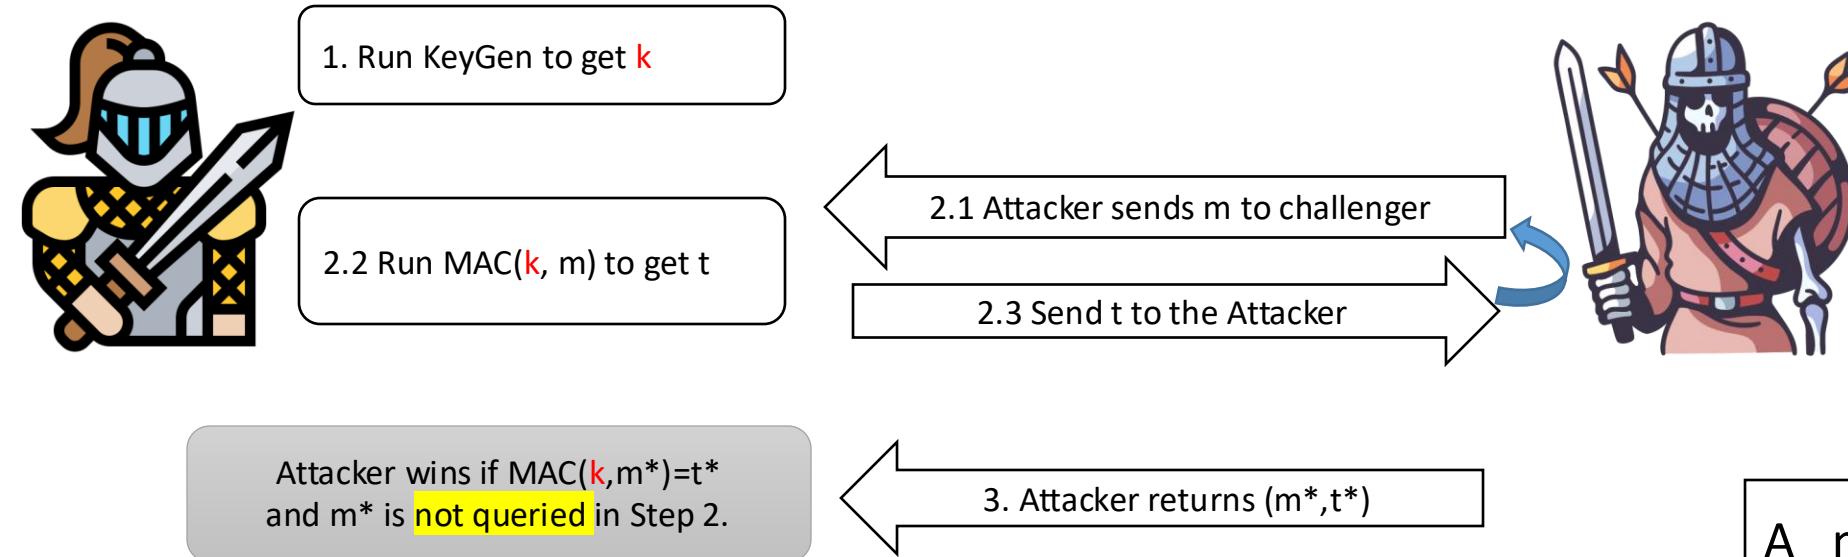 1. Run KeyGen to get k
2.1 Attacker sends m to challenger
2.2 Run MAC(k, m) to get t
2.3 Send t to the Attacker
Attacker wins if MAC(k,m*)=t*
and m* is not queried in Step 2.
3. Attacker returns (m*,t*)
A